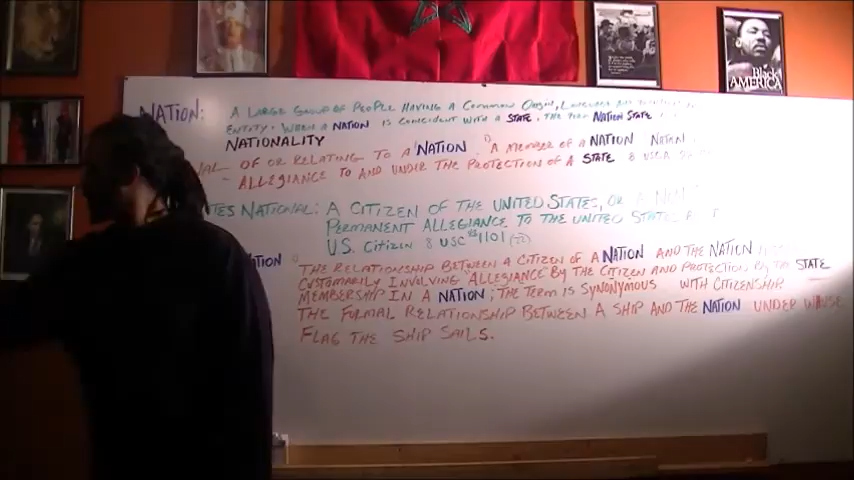 NATION: A LARGE GROUP OF PEOPLE HAVING A COMMON ORIGIN, LANGUAGE AND
ENTITY. WHEN A NATION IS COINCIDENT WITH A STATE, THE TERM NATION STATE
NATIONALITY
OF OR RELATING TO A NATION. A MEMBER OF A NATION
ALLEGIANCE TO AND UNDER THE PROTECTION OF A STATE 8 USCA
TES NATIONAL: A CITIZEN OF THE UNITED STATES, OR A
PERMANENT ALLEGIANCE TO THE UNITED STATES
U.S. CITIZEN 8 USC 1101 (22)
THE RELATIONSHIP BETWEEN A CITIZEN OF A NATION AND THE NATION
CUSTOMARILY INVOLVING ALLEGIANCE BY THE CITIZEN AND PROTECTION BY THE STATE
MEMBERSHIP IN A NATION; THE TERM IS SYNONYMOUS WITH CITIZENSHIP
THE FORMAL RELATIONSHIP BETWEEN A SHIP AND THE NATION UNDER WHOSE
FLAG THE SHIP SAILS.
Black
AMERICA